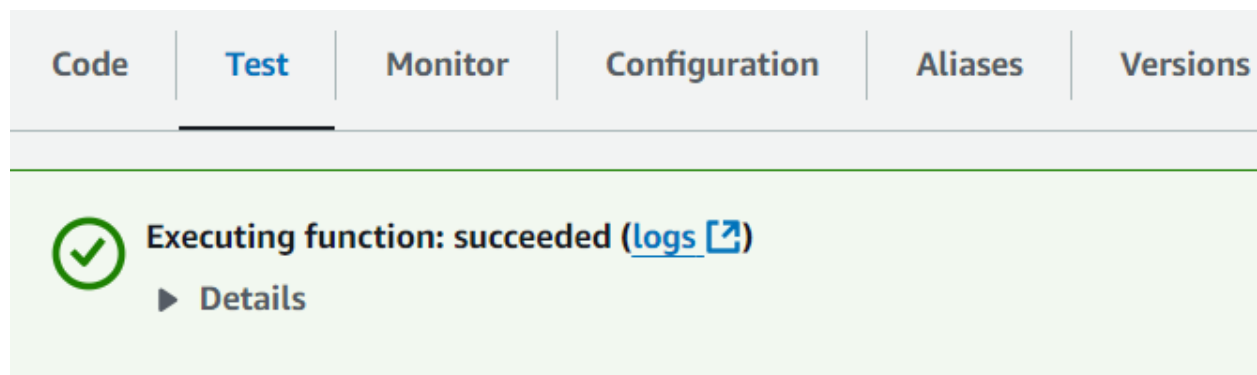 Code Test Monitor Configuration Aliases Versions
Executing function: succeeded (logs)
Details